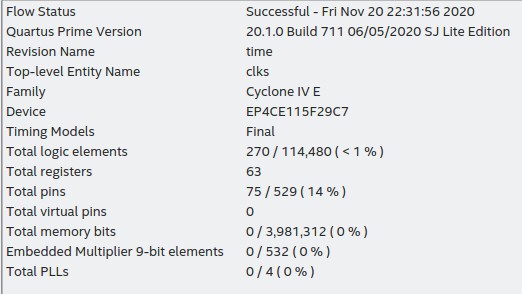 Flow Status Successful - Fri Nov 20 22:31:56 2020
Quartus Prime Version 20.1.0 Build 711 06/05/2020 SJ Lite Edition
Revision Name time
Top-level Entity Name clks
Family Cyclone IV E
Device EP4CE115F29C7
Timing Models Final
Total logic elements 270 / 114,480 ( < 1 % )
Total registers 63
Total pins 75 / 529 ( 14 % )
Total virtual pins 0
Total memory bits 0 / 3,981,312 ( 0 % )
Embedded Multiplier 9-bit elements 0 / 532 ( 0 % )
Total PLLs 0 / 4 ( 0 % )